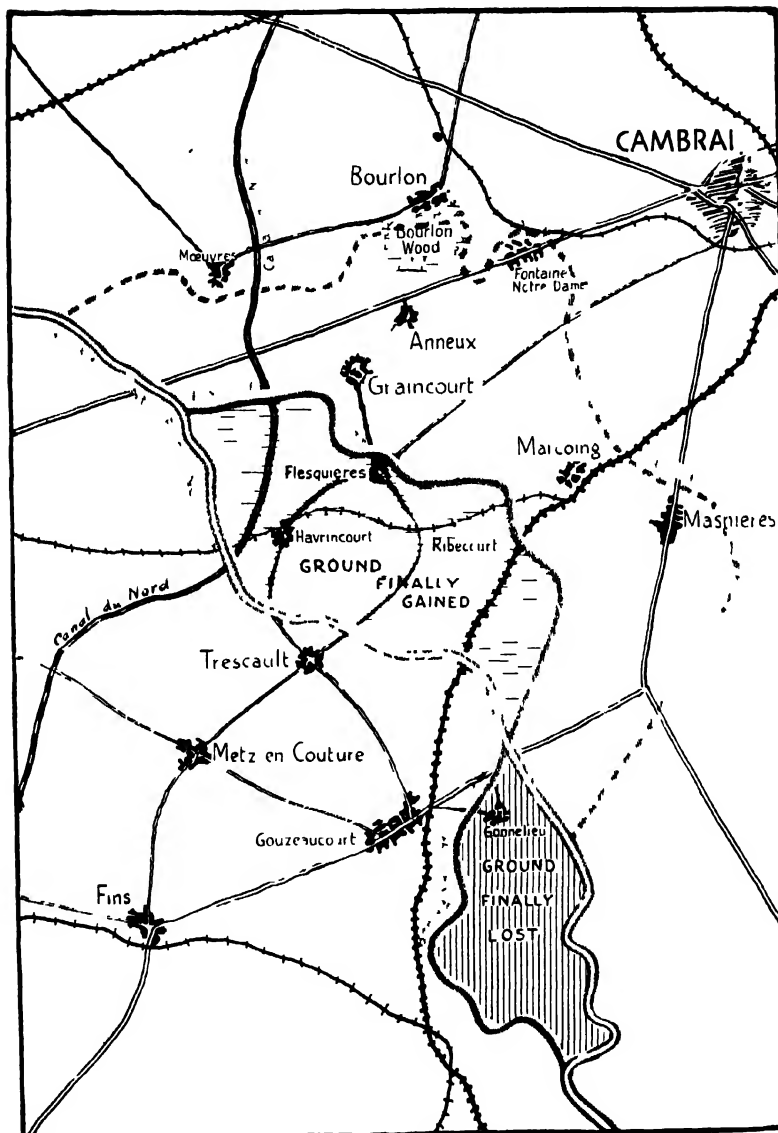 CAMBRAI
Bourlon
Bourlon
Wood
Mœuvres
Fontaine
Notre Dame
Anneux
Graincourt
Marcoing
Flesquieres
Masnieres
Havrincourt
Ribecourt
GROUND
FINALLY
GAINED
Canal du Nord
Trescault
Metz en Couture
Gouzeaucourt
Gonnelieu
GROUND
FINALLY
LOST
Fins